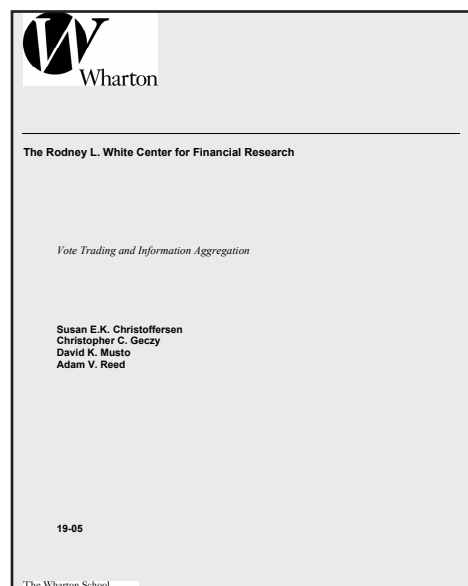 W
Wharton
The Rodney L. White Center for Financial Research
Vote Trading and Information Aggregation
Susan E.K. Christoffersen
Christopher C. Geczy
David K. Musto
Adam V. Reed
19-05
The Wharton School